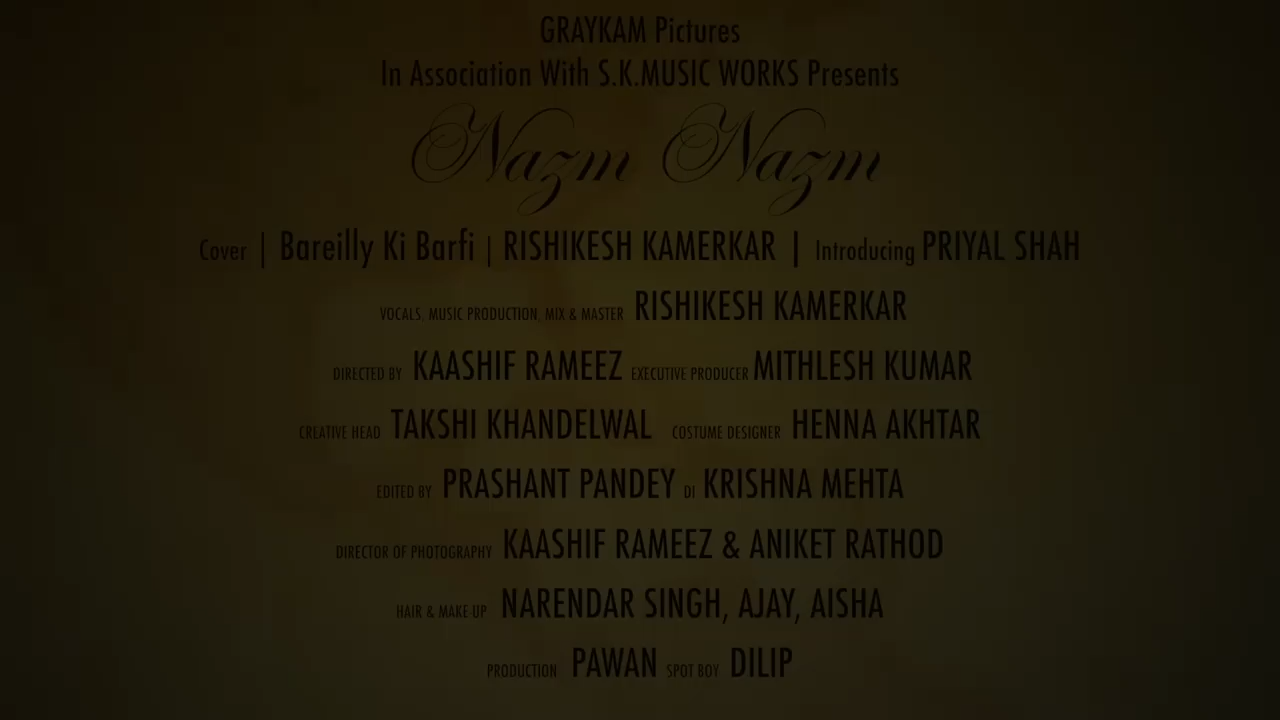 GRAYKAM Pictures
In Association With S.K.MUSIC WORKS Presents
Nazm Nazm
Cover | Bareilly Ki Barfi | RISHIKESH KAMERKAR | Introducing PRIYAL SHAH
VOCALS, MUSIC PRODUCTION, MIX & MASTER RISHIKESH KAMERKAR
DIRECTED BY KAASHIF RAMEEZ EXECUTIVE PRODUCER MITHLESH KUMAR
CREATIVE HEAD TAKSHI KHANDELWAL COSTUME DESIGNER HENNA AKHTAR
EDITED BY PRASHANT PANDEY DI KRISHNA MEHTA
DIRECTOR OF PHOTOGRAPHY KAASHIF RAMEEZ & ANIKET RATHOD
HAIR & MAKE-UP NARENDAR SINGH, AJAY, AISHA
PRODUCTION PAWAN SPOT BOY DILIP